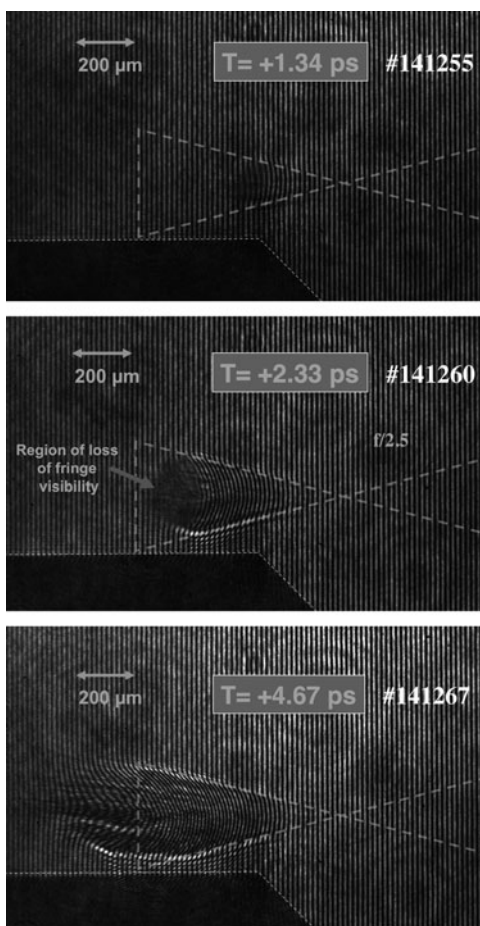 200 µm
T= +1.34 ps
#141255
200 µm
T= +2.33 ps
#141260
f/2.5
Region of loss
of fringe
visibility
200 µm
T= +4.67 ps
#141267